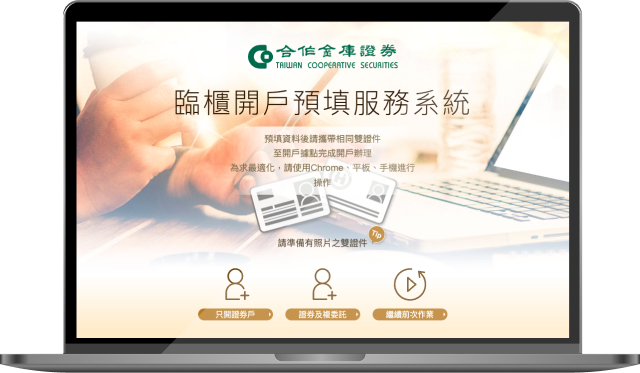 合作金庫證券
TAIWAN COOPERATIVE SECURITIES
臨櫃開戶預填服務系統
預填資料後請攜帶相同雙證件
至開戶據點完成開戶辦理
為求最適化，請使用Chrome、平板、手機進行
操作
請準備有照片之雙證件
Tip
只開證券戶
證券及複委託
繼續前次作業